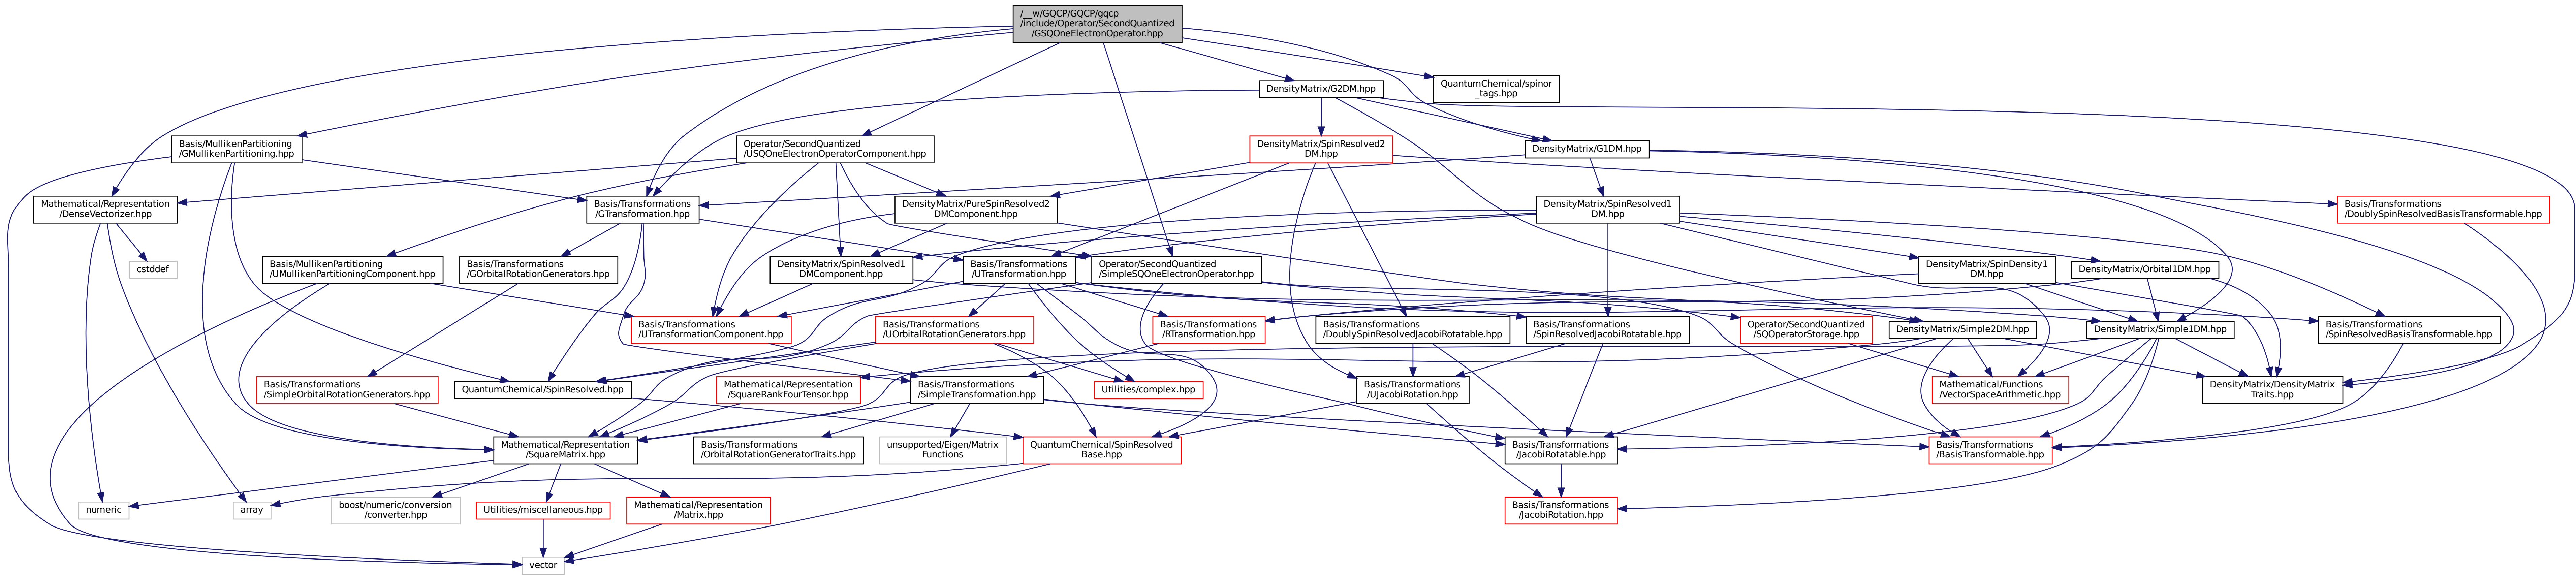 /__w/GQCP/GQCP/gqcp
/include/Operator/SecondQuantized
/GSQOneElectronOperator.hpp
QuantumChemical/spinor
_tags.hpp
DensityMatrix/G2DM.hpp
Basis/MullikenPartitioning
/GMullikenPartitioning.hpp
Operator/SecondQuantized
/USQOneElectronOperatorComponent.hpp
DensityMatrix/SpinResolved2
DM.hpp
DensityMatrix/G1DM.hpp
Mathematical/Representation
/DenseVectorizer.hpp
Basis/Transformations
/GTransformation.hpp
DensityMatrix/PureSpinResolved2
DMComponent.hpp
DensityMatrix/SpinResolved1
DM.hpp
Basis/Transformations
/DoublySpinResolvedBasisTransformable.hpp
cstddef
Basis/MullikenPartitioning
/UMullikenPartitioningComponent.hpp
Basis/Transformations
/GOrbitalRotationGenerators.hpp
DensityMatrix/SpinResolved1
DMComponent.hpp
Basis/Transformations
/UTransformation.hpp
Operator/SecondQuantized
/SimpleSQOneElectronOperator.hpp
DensityMatrix/SpinDensity1
DM.hpp
DensityMatrix/Orbital1DM.hpp
Basis/Transformations
/UTransformationComponent.hpp
Basis/Transformations
/UOrbitalRotationGenerators.hpp
Basis/Transformations
/RTransformation.hpp
Basis/Transformations
/DoublySpinResolvedJacobiRotatable.hpp
Basis/Transformations
/SpinResolvedJacobiRotatable.hpp
Operator/SecondQuantized
/SQOperatorStorage.hpp
DensityMatrix/Simple2DM.hpp
DensityMatrix/Simple1DM.hpp
Basis/Transformations
/SpinResolvedBasisTransformable.hpp
Basis/Transformations
/SimpleOrbitalRotationGenerators.hpp
QuantumChemical/SpinResolved.hpp
Mathematical/Representation
/SquareRankFourTensor.hpp
Basis/Transformations
/SimpleTransformation.hpp
Utilities/complex.hpp
Basis/Transformations
/UJacobiRotation.hpp
Mathematical/Functions
/VectorSpaceArithmetic.hpp
DensityMatrix/DensityMatrix
Traits.hpp
Mathematical/Representation
/SquareMatrix.hpp
Basis/Transformations
/OrbitalRotationGeneratorTraits.hpp
unsupported/Eigen/Matrix
Functions
QuantumChemical/SpinResolved
Base.hpp
Basis/Transformations
/JacobiRotatable.hpp
Basis/Transformations
/BasisTransformable.hpp
numeric
array
boost/numeric/conversion
/converter.hpp
Utilities/miscellaneous.hpp
Mathematical/Representation
/Matrix.hpp
Basis/Transformations
/JacobiRotation.hpp
vector